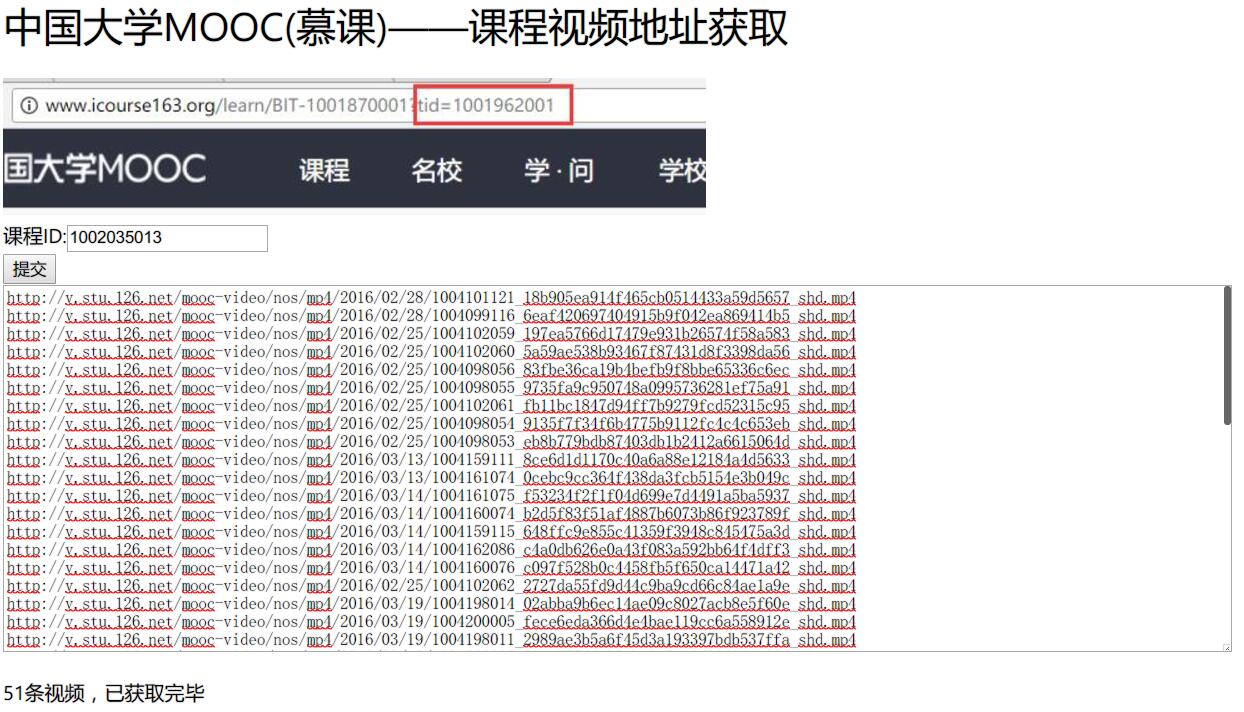 中国大学MOOC(慕课)——课程视频地址获取
www.icourse163.org/learn/BIT-1001870001?tid=1001962001
国大学MOOC 课程 名校 学·问 学校
课程ID:1002035013
提交
http://v.stu.126.net/mooc-video/nos/mp4/2016/02/28/1004101121_18b905ea914f465cb0514433a59d5657_shd.mp4
http://v.stu.126.net/mooc-video/nos/mp4/2016/02/28/1004099116_6eaf420697404915b9f042ea869414b5_shd.mp4
http://v.stu.126.net/mooc-video/nos/mp4/2016/02/25/1004102059_197ea5766d17479e931b26574f58a583_shd.mp4
http://v.stu.126.net/mooc-video/nos/mp4/2016/02/25/1004102060_5a59ae538b93467f87431d8f3398da56_shd.mp4
http://v.stu.126.net/mooc-video/nos/mp4/2016/02/25/1004098056_83fbe36ca19b4befb9f8bbe65336c6ec_shd.mp4
http://v.stu.126.net/mooc-video/nos/mp4/2016/02/25/1004098055_9735fa9c950748a0995736281ef75a91_shd.mp4
http://v.stu.126.net/mooc-video/nos/mp4/2016/02/25/1004102061_fb11bc1847d94ff7b9279fcd52315c95_shd.mp4
http://v.stu.126.net/mooc-video/nos/mp4/2016/02/25/1004098054_9135f7f34f6b4775b9112fc4c4c653eb_shd.mp4
http://v.stu.126.net/mooc-video/nos/mp4/2016/02/25/1004098053_eb8b779bdb87403db1b2412a6615064d_shd.mp4
http://v.stu.126.net/mooc-video/nos/mp4/2016/03/13/1004159111_8ce6d1d1170c40a6a88e12184a4d5633_shd.mp4
http://v.stu.126.net/mooc-video/nos/mp4/2016/03/13/1004161074_0cebc9cc364f438da3fcb5154e3b049c_shd.mp4
http://v.stu.126.net/mooc-video/nos/mp4/2016/03/14/1004161075_f53234f2f1f04d699e7d4491a5ba5937_shd.mp4
http://v.stu.126.net/mooc-video/nos/mp4/2016/03/14/1004160074_b2d5f83f51af4887b6073b86f923789f_shd.mp4
http://v.stu.126.net/mooc-video/nos/mp4/2016/03/14/1004159115_648ffc9e855c41359f3948c845475a3d_shd.mp4
http://v.stu.126.net/mooc-video/nos/mp4/2016/03/14/1004162086_c4a0db626e0a43f083a592bb64f4dff3_shd.mp4
http://v.stu.126.net/mooc-video/nos/mp4/2016/03/14/1004160076_c097f528b0c4458fb5f650ca14471a42_shd.mp4
http://v.stu.126.net/mooc-video/nos/mp4/2016/02/25/1004102062_2727da55fd9d44c9ba9cd66c84ae1a9e_shd.mp4
http://v.stu.126.net/mooc-video/nos/mp4/2016/03/19/1004198014_02abba9b6ec14ae09c8027acb8e5f60e_shd.mp4
http://v.stu.126.net/mooc-video/nos/mp4/2016/03/19/1004200005_fece6eda366d4e4bae119cc6a558912e_shd.mp4
http://v.stu.126.net/mooc-video/nos/mp4/2016/03/19/1004198011_2989ae3b5a6f45d3a193397bdb537ffa_shd.mp4
51条视频，已获取完毕